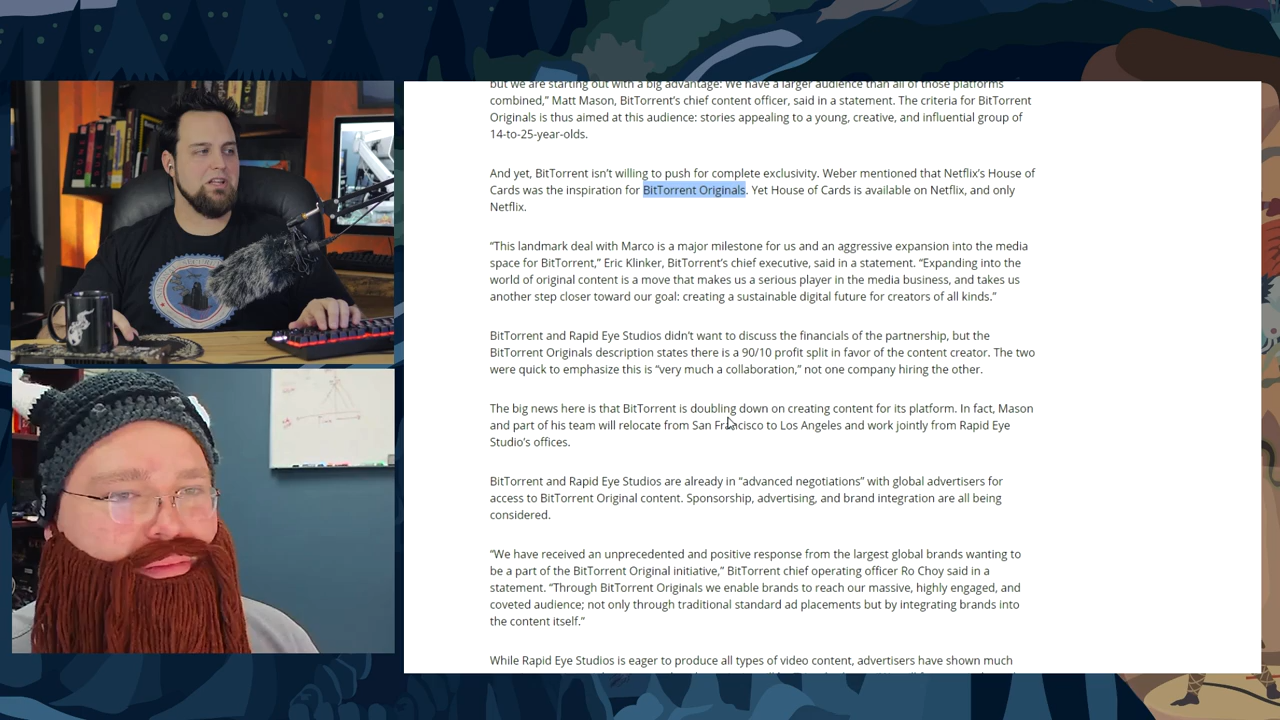 but we are starting out with a big advantage: We have a larger audience than all of those platforms
combined,” Matt Mason, BitTorrent’s chief content officer, said in a statement. The criteria for BitTorrent
Originals is thus aimed at this audience: stories appealing to a young, creative, and influential group of
14-to-25-year-olds.
And yet, BitTorrent isn’t willing to push for complete exclusivity. Weber mentioned that Netflix’s House of
Cards was the inspiration for BitTorrent Originals. Yet House of Cards is available on Netflix, and only
Netflix.
“This landmark deal with Marco is a major milestone for us and an aggressive expansion into the media
space for BitTorrent,” Eric Klinker, BitTorrent’s chief executive, said in a statement. “Expanding into the
world of original content is a move that makes us a serious player in the media business, and takes us
another step closer toward our goal: creating a sustainable digital future for creators of all kinds.”
BitTorrent and Rapid Eye Studios didn’t want to discuss the financials of the partnership, but the
BitTorrent Originals description states there is a 90/10 profit split in favor of the content creator. The two
were quick to emphasize this is “very much a collaboration,” not one company hiring the other.
The big news here is that BitTorrent is doubling down on creating content for its platform. In fact, Mason
and part of his team will relocate from San Francisco to Los Angeles and work jointly from Rapid Eye
Studio’s offices.
BitTorrent and Rapid Eye Studios are already in “advanced negotiations” with global advertisers for
access to BitTorrent Original content. Sponsorship, advertising, and brand integration are all being
considered.
“We have received an unprecedented and positive response from the largest global brands wanting to
be a part of the BitTorrent Original initiative,” BitTorrent chief operating officer Ro Choy said in a
statement. “Through BitTorrent Originals we enable brands to reach our massive, highly engaged, and
coveted audience; not only through traditional standard ad placements but by integrating brands into
the content itself.”
While Rapid Eye Studios is eager to produce all types of video content, advertisers have shown much